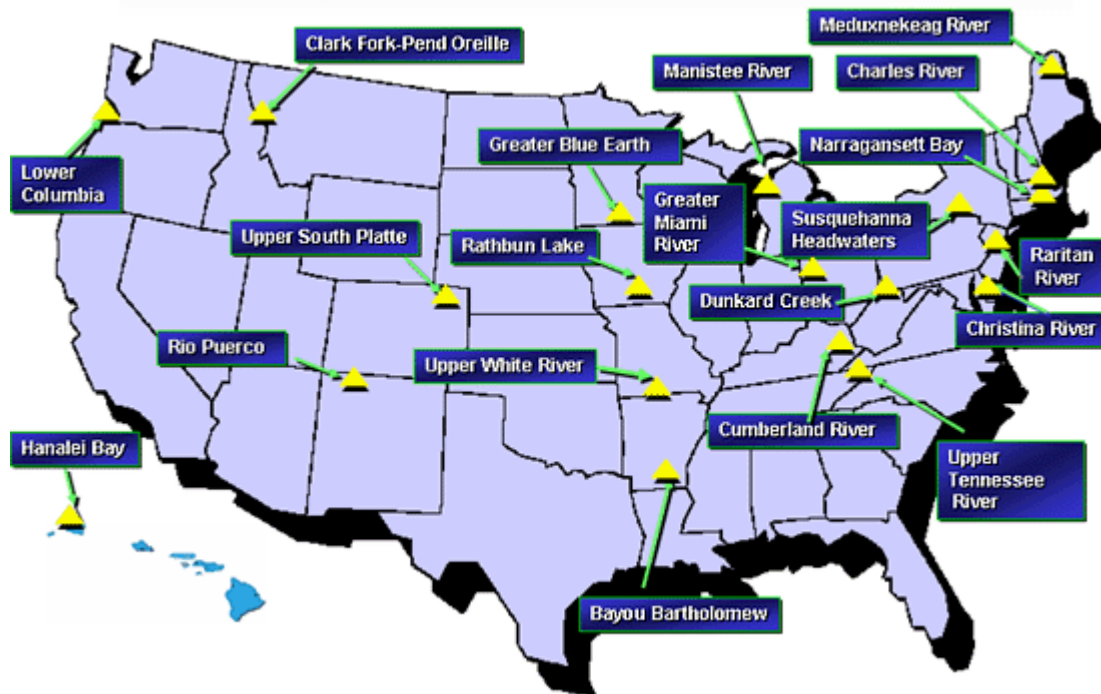 Meduxnekeag River
Clark Fork-Pend Oreille
Manistee River
Charles River
Greater Blue Earth
Narragansett Bay
Lower
Columbia
Greater
Miami
River
Susquehanna
Headwaters
Upper South Platte
Rathbun Lake
Raritan
River
Dunkard Creek
Christina River
Rio Puerco
Upper White River
Cumberland River
Hanalei Bay
Upper
Tennessee
River
Bayou Bartholomew